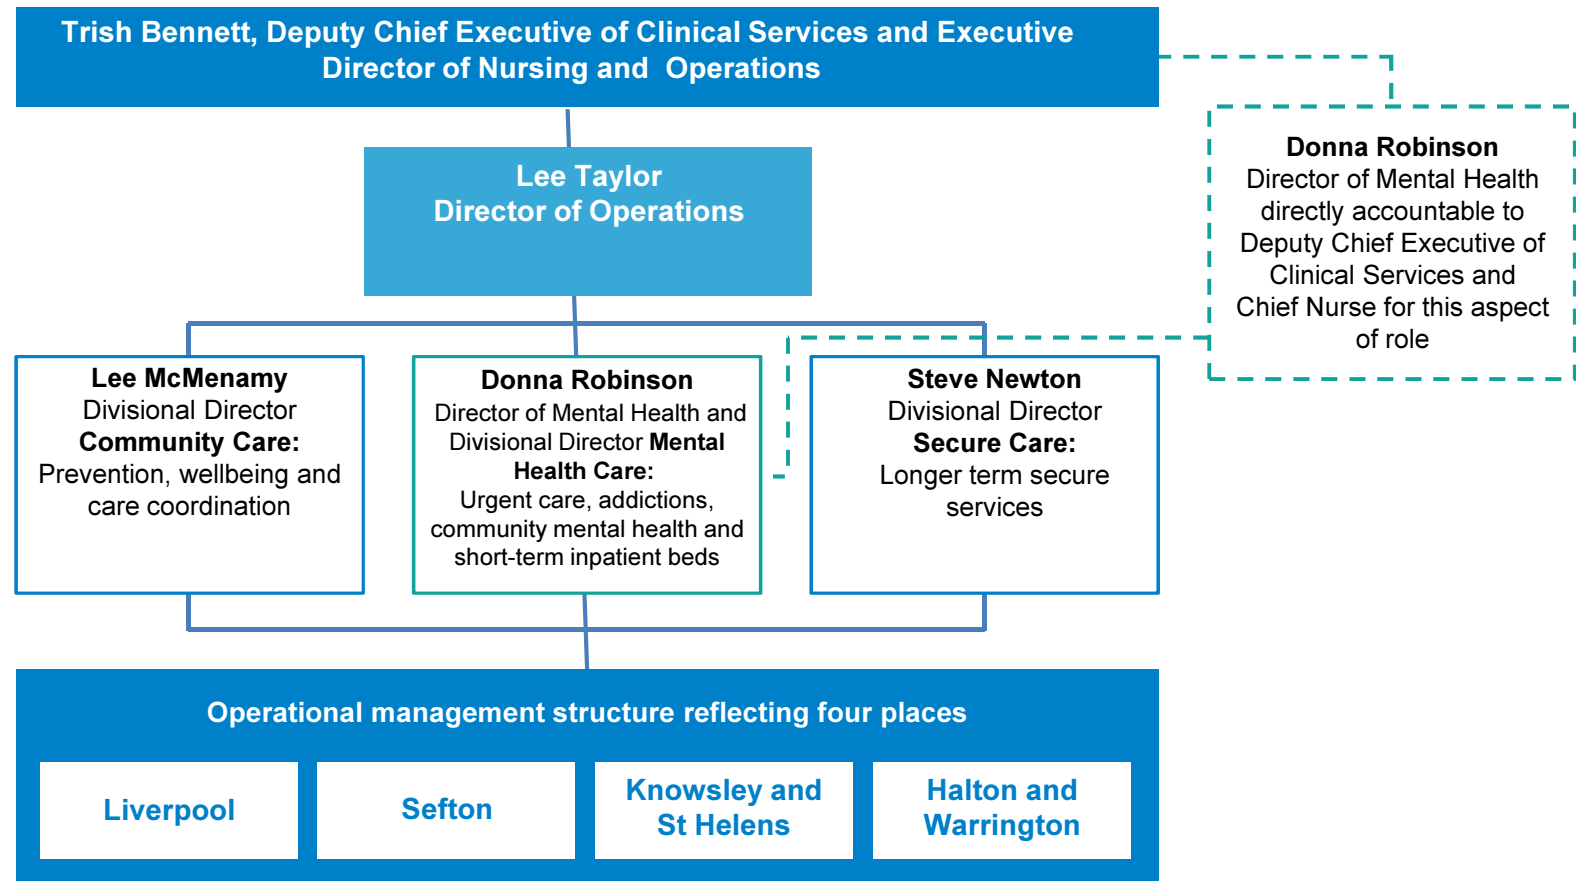 Trish Bennett, Deputy Chief Executive of Clinical Services and Executive
Director of Nursing and Operations
Donna Robinson
Director of Mental Health
directly accountable to
Deputy Chief Executive of
Clinical Services and
Chief Nurse for this aspect
of role
Lee Taylor
Director of Operations
Lee McMenamy
Divisional Director
Community Care:
Prevention, wellbeing and
care coordination
Donna Robinson
Director of Mental Health and
Divisional Director Mental
Health Care:
Urgent care, addictions,
community mental health and
short-term inpatient beds
Steve Newton
Divisional Director
Secure Care:
Longer term secure
services
Operational management structure reflecting four places
Liverpool
Sefton
Knowsley and
St Helens
Halton and
Warrington